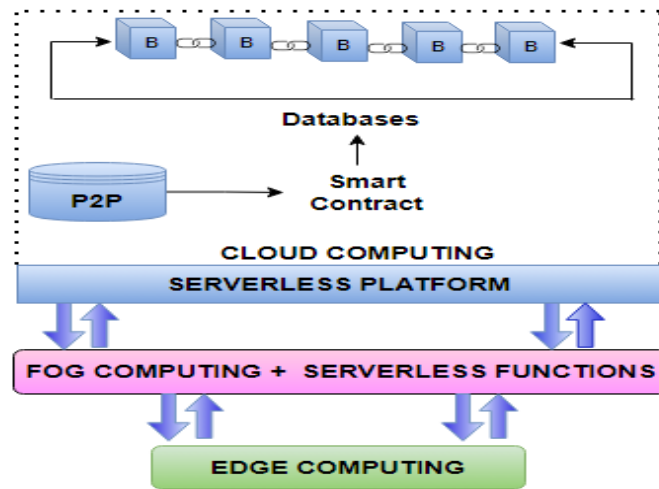 B B B B B
Databases
P2P
Smart
Contract
CLOUD COMPUTING
SERVERLESS PLATFORM
FOG COMPUTING + SERVERLESS FUNCTIONS
EDGE COMPUTING